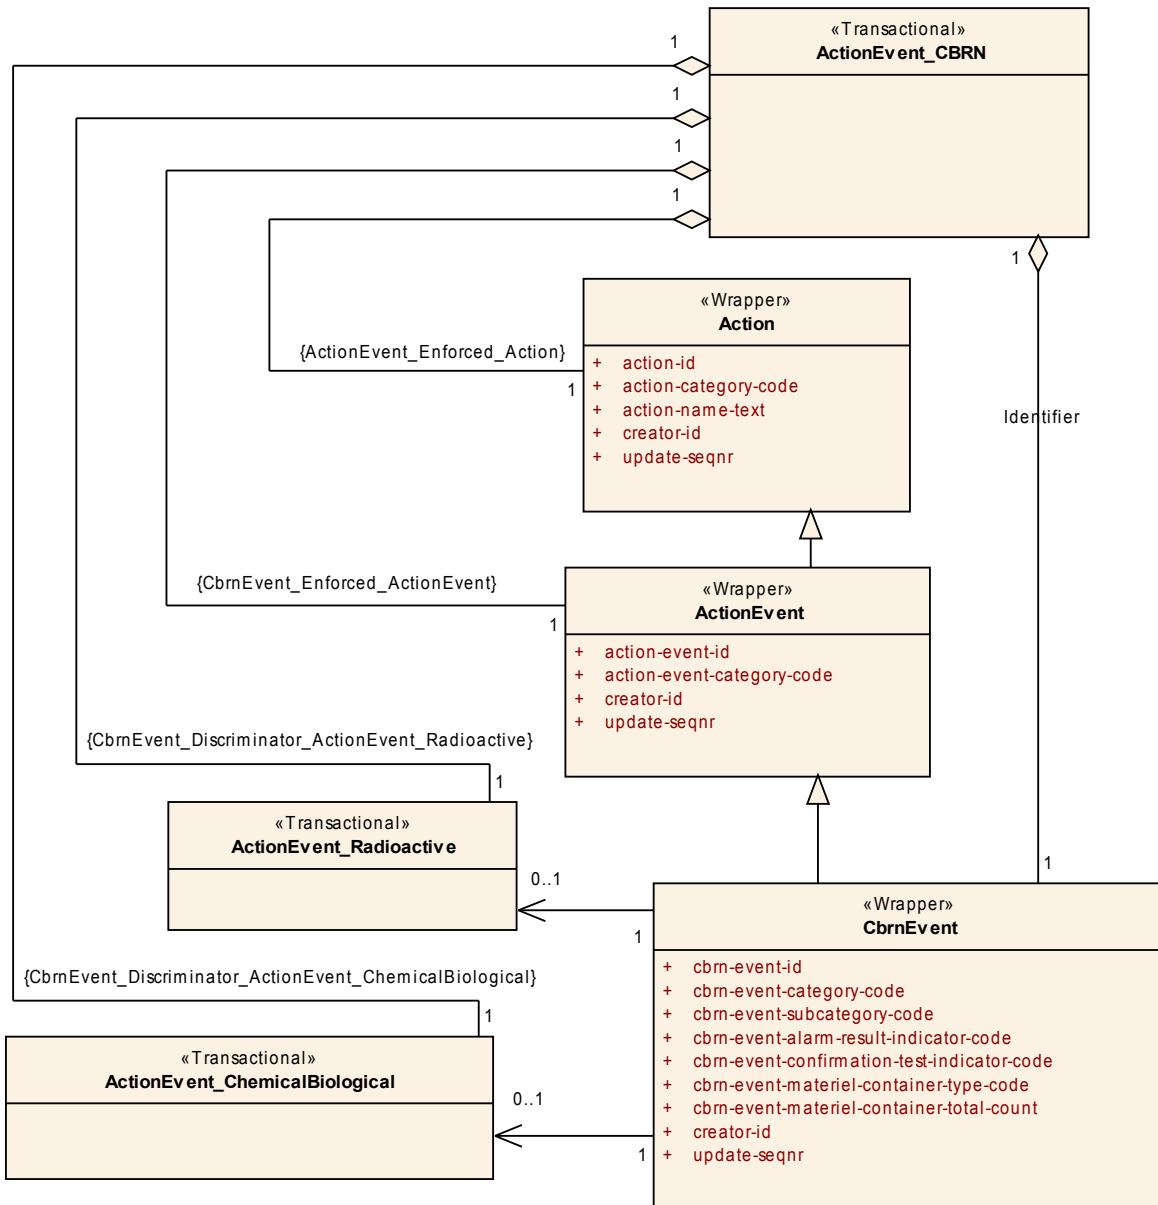 «Transactional»
ActionEvent_CBRN
1
1
1
1
1
«Wrapper»
Action
+ action-id
+ action-category-code
+ action-name-text
+ creator-id
+ update-seqnr
{ActionEvent_Enforced_Action}
1
Identifier
«Wrapper»
ActionEvent
+ action-event-id
+ action-event-category-code
+ creator-id
+ update-seqnr
{CbrnEvent_Enforced_ActionEvent}
1
{CbrnEvent_Discriminator_ActionEvent_Radioactive}
1
«Transactional»
ActionEvent_Radioactive
0..1
1
1
«Wrapper»
CbrnEvent
+ cbrn-event-id
+ cbrn-event-category-code
+ cbrn-event-subcategory-code
+ cbrn-event-alarm-result-indicator-code
+ cbrn-event-confirmation-test-indicator-code
+ cbrn-event-materiel-container-type-code
+ cbrn-event-materiel-container-total-count
+ creator-id
+ update-seqnr
{CbrnEvent_Discriminator_ActionEvent_ChemicalBiological}
1
«Transactional»
ActionEvent_ChemicalBiological
0..1
1